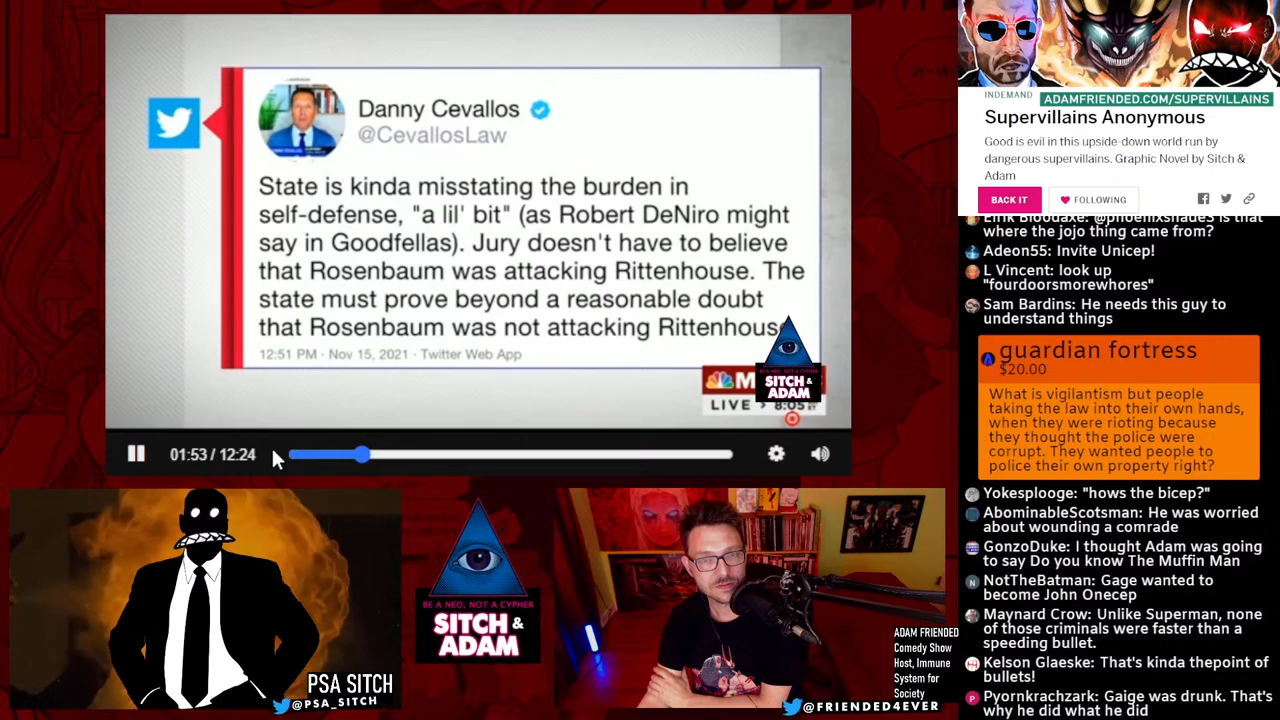 Danny Cevallos
@CevallosLaw
State is kinda misstating the burden in
self-defense, "a lil' bit" (as Robert DeNiro might
say in Goodfellas). Jury doesn't have to believe
that Rosenbaum was attacking Rittenhouse. The
state must prove beyond a reasonable doubt
that Rosenbaum was not attacking Rittenhouse
12:51 PM · Nov 15, 2021 · Twitter Web App
BE A NEO, NOT A CYPHER
SITCH &
ADAM
M
LIVE 8:05
01:53 / 12:24
INDEMAND
ADAMFRIENDED.COM/SUPERVILLAINS
Supervillains Anonymous
Good is evil in this upside-down world run by
dangerous supervillains. Graphic Novel by Sitch &
Adam
BACK IT
FOLLOWING
Eirik Bloodaxe: @phoenixshade3 is that
where the jojo thing came from?
Adeon55: Invite Unicep!
L Vincent: look up
"fourdoorsmorewhores"
Sam Bardins: He needs this guy to
understand things
guardian fortress
$20.00
What is vigilantism but people
taking the law into their own hands,
when they were rioting because
they thought the police were
corrupt. They wanted people to
police their own property right?
Yokesplooge: "hows the bicep?"
AbominableScotsman: He was worried
about wounding a comrade
GonzoDuke: I thought Adam was going
to say Do you know The Muffin Man
N
NotTheBatman: Gage wanted to
become John Onecep
Maynard Crow: Unlike Superman, none
of those criminals were faster than a
speeding bullet.
Kelson Glaeske: That's kinda thepoint of
bullets!
P
Pyornkrachzark: Gaige was drunk. That's
why he did what he did
PSA SITCH
@PSA_SITCH
BE A NEO, NOT A CYPHER
SITCH &
ADAM
ADAM FRIENDED
Comedy Show
Host, Immune
System for
Society
@FRIENDED4EVER